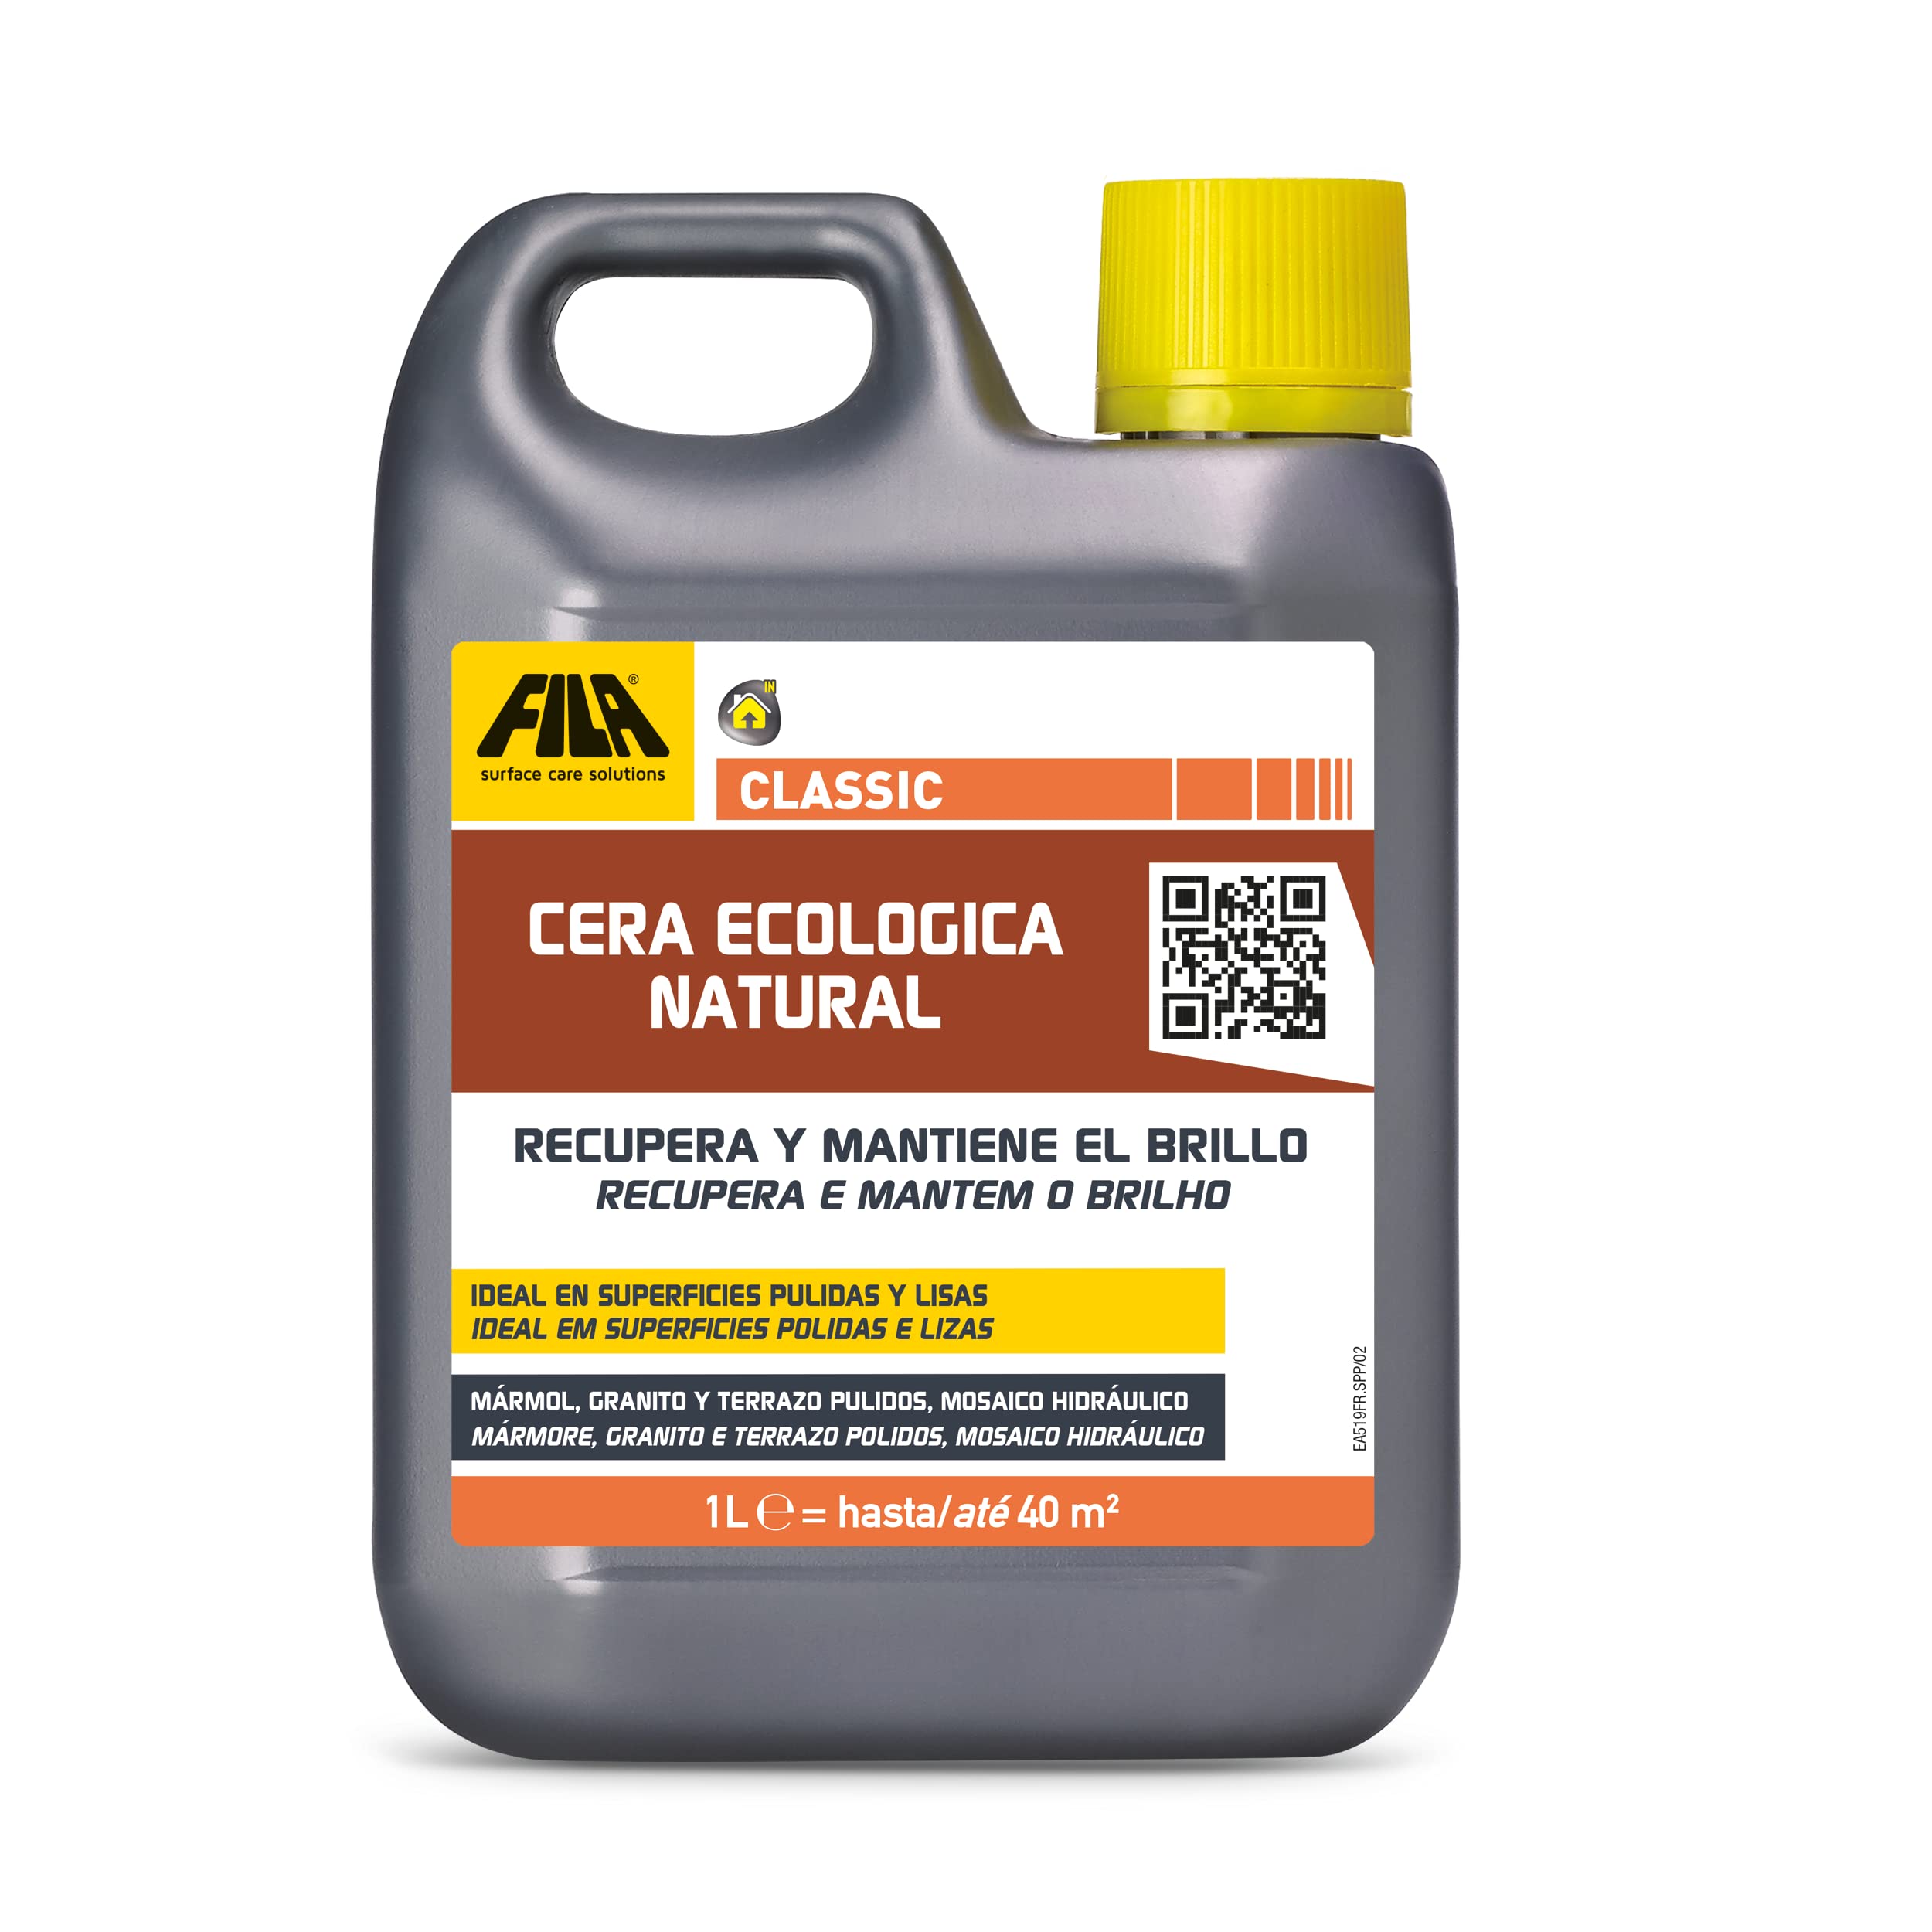 FILA®
surface care solutions
IN
CLASSIC
CERA ECOLOGICA
NATURAL
RECUPERA Y MANTIENE EL BRILLO
RECUPERA E MANTEM O BRILHO
IDEAL EN SUPERFICIES PULIDAS Y LISAS
IDEAL EM SUPERFICIES POLIDAS E LIZAS
MÁRMOL, GRANITO Y TERRAZO PULIDOS, MOSAICO HIDRÁULICO
MÁRMORE, GRANITO E TERRAZO POLIDOS, MOSAICO HIDRÁULICO
EA519FR.SPP/02
1L ℮ = hasta/até 40 m²